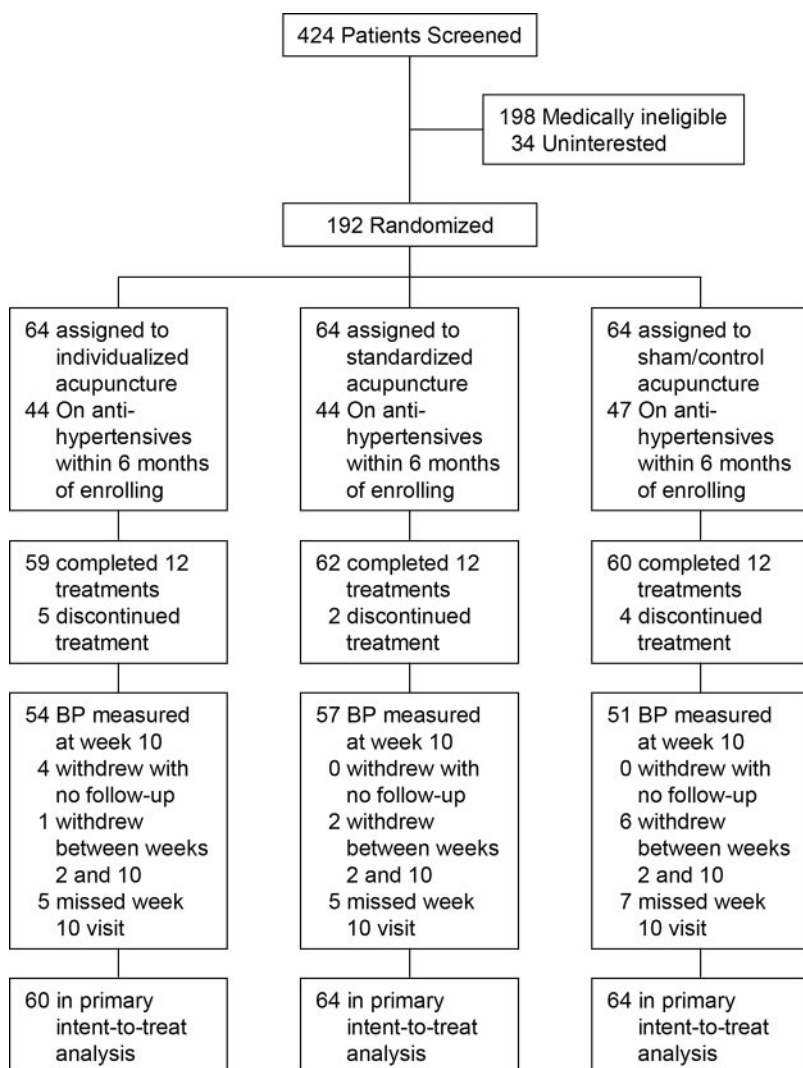 424 Patients Screened
198 Medically ineligible
34 Uninterested
192 Randomized
64 assigned to
individualized
acupuncture
44 On anti-
hypertensives
within 6 months
of enrolling
64 assigned to
standardized
acupuncture
44 On anti-
hypertensives
within 6 months
of enrolling
64 assigned to
sham/control
acupuncture
47 On anti-
hypertensives
within 6 months
of enrolling
59 completed 12
treatments
5 discontinued
treatment
62 completed 12
treatments
2 discontinued
treatment
60 completed 12
treatments
4 discontinued
treatment
54 BP measured
at week 10
4 withdrew with
no follow-up
1 withdrew
between weeks
2 and 10
5 missed week
10 visit
57 BP measured
at week 10
0 withdrew with
no follow-up
2 withdrew
between weeks
2 and 10
5 missed week
10 visit
51 BP measured
at week 10
0 withdrew with
no follow-up
6 withdrew
between weeks
2 and 10
7 missed week
10 visit
60 in primary
intent-to-treat
analysis
64 in primary
intent-to-treat
analysis
64 in primary
intent-to-treat
analysis